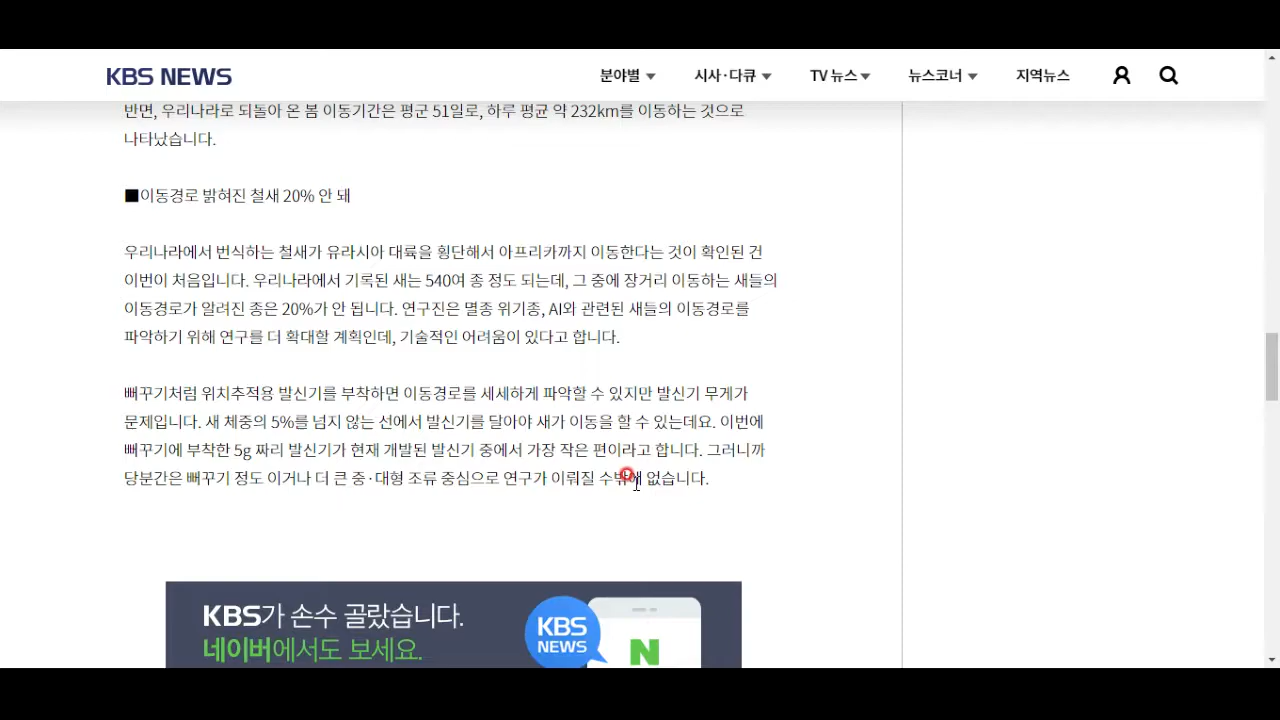 KBS NEWS
분야별 시사·다큐 TV 뉴스 뉴스코너 지역뉴스
반면, 우리나라로 되돌아 온 봄 이동기간은 평균 51일로, 하루 평균 약 232km를 이동하는 것으로
나타났습니다.
■이동경로 밝혀진 철새 20% 안 돼
우리나라에서 번식하는 철새가 유라시아 대륙을 횡단해서 아프리카까지 이동한다는 것이 확인된 건
이번이 처음입니다. 우리나라에서 기록된 새는 540여 종 정도 되는데, 그 중에 장거리 이동하는 새들의
이동경로가 알려진 종은 20%가 안 됩니다. 연구진은 멸종 위기종, AI와 관련된 새들의 이동경로를
파악하기 위해 연구를 더 확대할 계획인데, 기술적인 어려움이 있다고 합니다.
뻐꾸기처럼 위치추적용 발신기를 부착하면 이동경로를 세세하게 파악할 수 있지만 발신기 무게가
문제입니다. 새 체중의 5%를 넘지 않는 선에서 발신기를 달아야 새가 이동을 할 수 있는데요. 이번에
뻐꾸기에 부착한 5g 짜리 발신기가 현재 개발된 발신기 중에서 가장 작은 편이라고 합니다. 그러니까
당분간은 뻐꾸기 정도 이거나 더 큰 중·대형 조류 중심으로 연구가 이뤄질 수밖에 없습니다.
KBS가 손수 골랐습니다.
네이버에서도 보세요.
KBS
NEWS
N